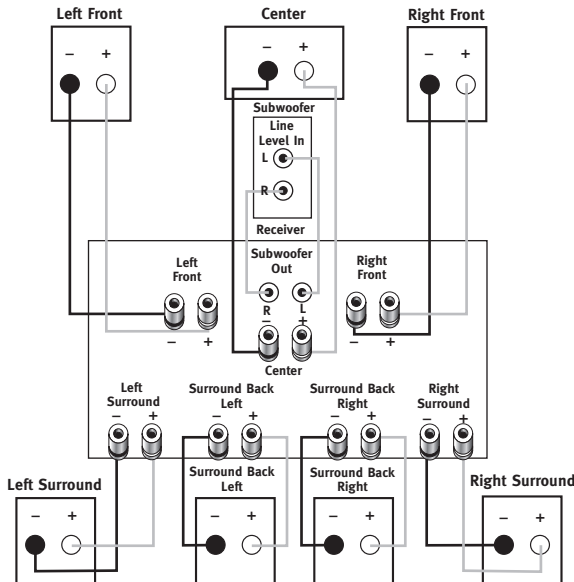 Left Front
Center
Right Front
– +
– +
– +
Subwoofer
Line
Level In
L
R
Receiver
Left
Front
Subwoofer
Out
Right
Front
R L
– +
– +
– +
Center
Left
Surround
Surround Back
Left
Surround Back
Right
Right
Surround
– +
– +
– +
– +
Left Surround
Surround Back
Left
Surround Back
Right
Right Surround
– +
– +
– +
– +